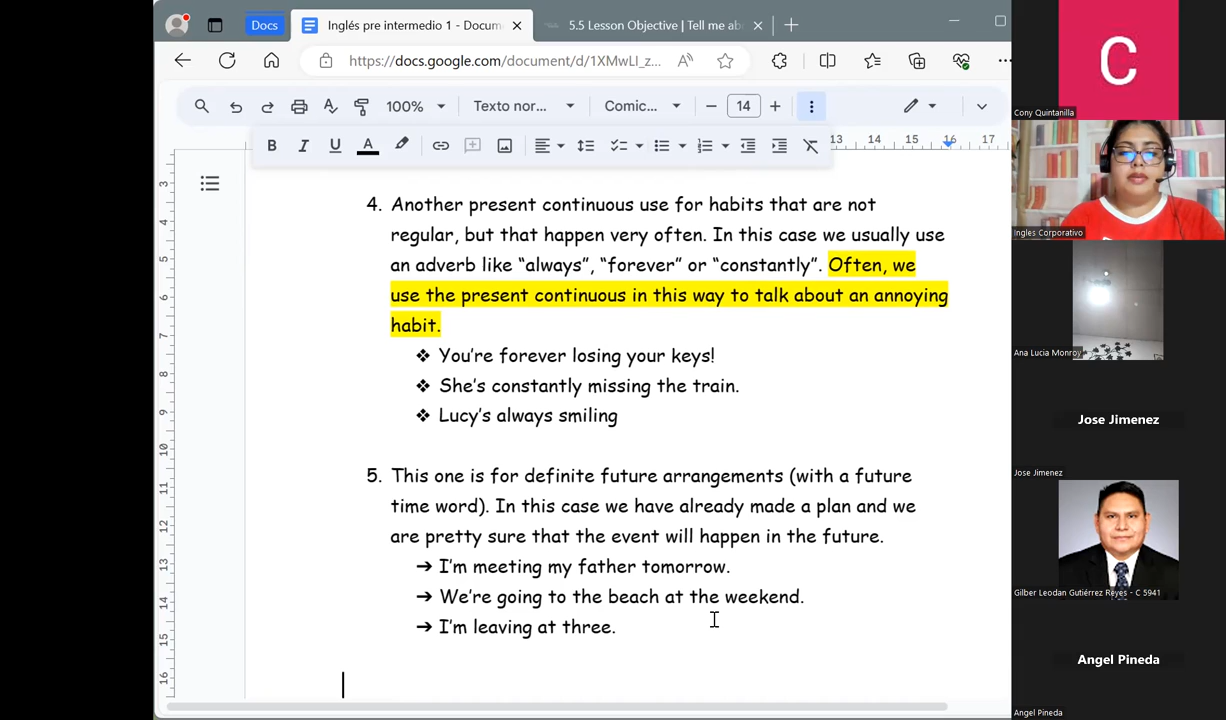 Docs
Inglés pre intermedio 1 - Docum
5.5 Lesson Objective | Tell me ab
https://docs.google.com/document/d/1XMwLl_z...
100%
Texto nor...
Comic...
14
13 14 15 16 17
3
4
5
6
7
8
9
10
11
12
13
14
15
16
4. Another present continuous use for habits that are not
regular, but that happen very often. In this case we usually use
an adverb like “always”, “forever” or “constantly”. Often, we
use the present continuous in this way to talk about an annoying
habit.
❖ You’re forever losing your keys!
❖ She’s constantly missing the train.
❖ Lucy’s always smiling
5. This one is for definite future arrangements (with a future
time word). In this case we have already made a plan and we
are pretty sure that the event will happen in the future.
➔ I’m meeting my father tomorrow.
➔ We’re going to the beach at the weekend.
➔ I’m leaving at three.
C
Cony Quintanilla
Ingles Corporativo
Ana Lucia Monroy
Jose Jimenez
Jose Jimenez
Gilber Leodan Gutiérrez Reyes - C 5941
Angel Pineda
Angel Pineda